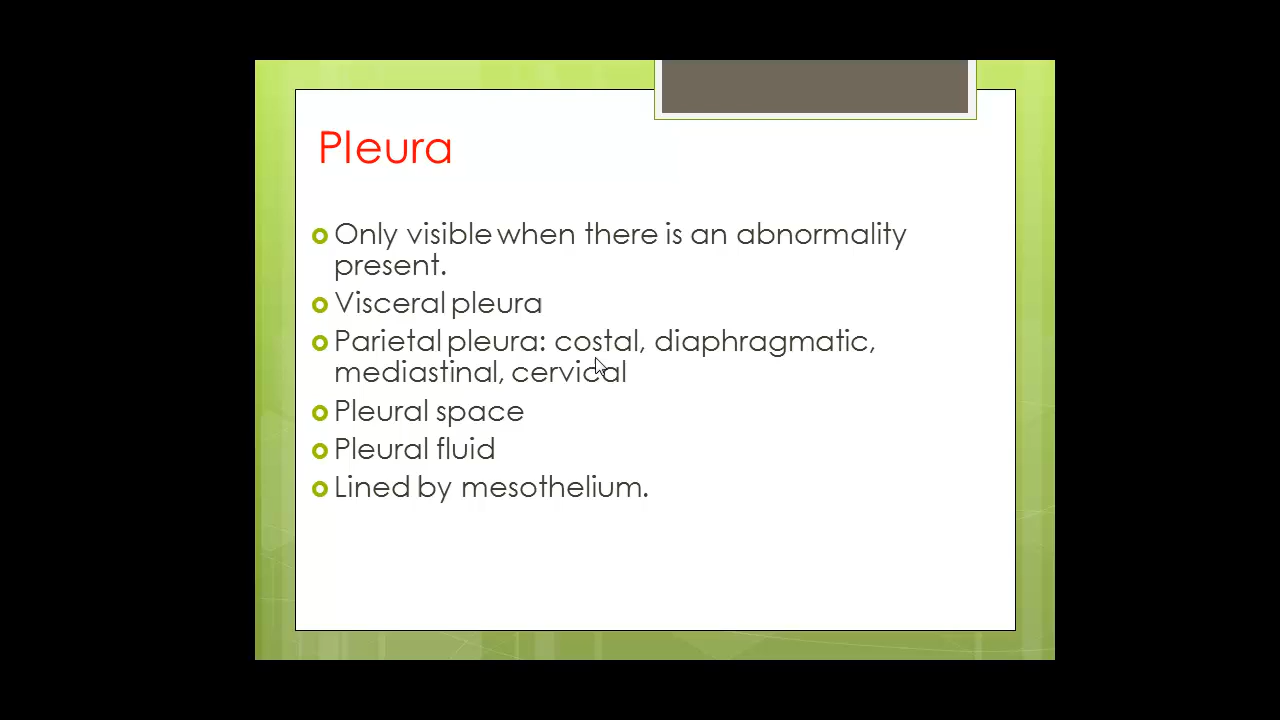 Pleura
Only visible when there is an abnormality
present.
Visceral pleura
Parietal pleura: costal, diaphragmatic,
mediastinal, cervical
Pleural space
Pleural fluid
Lined by mesothelium.